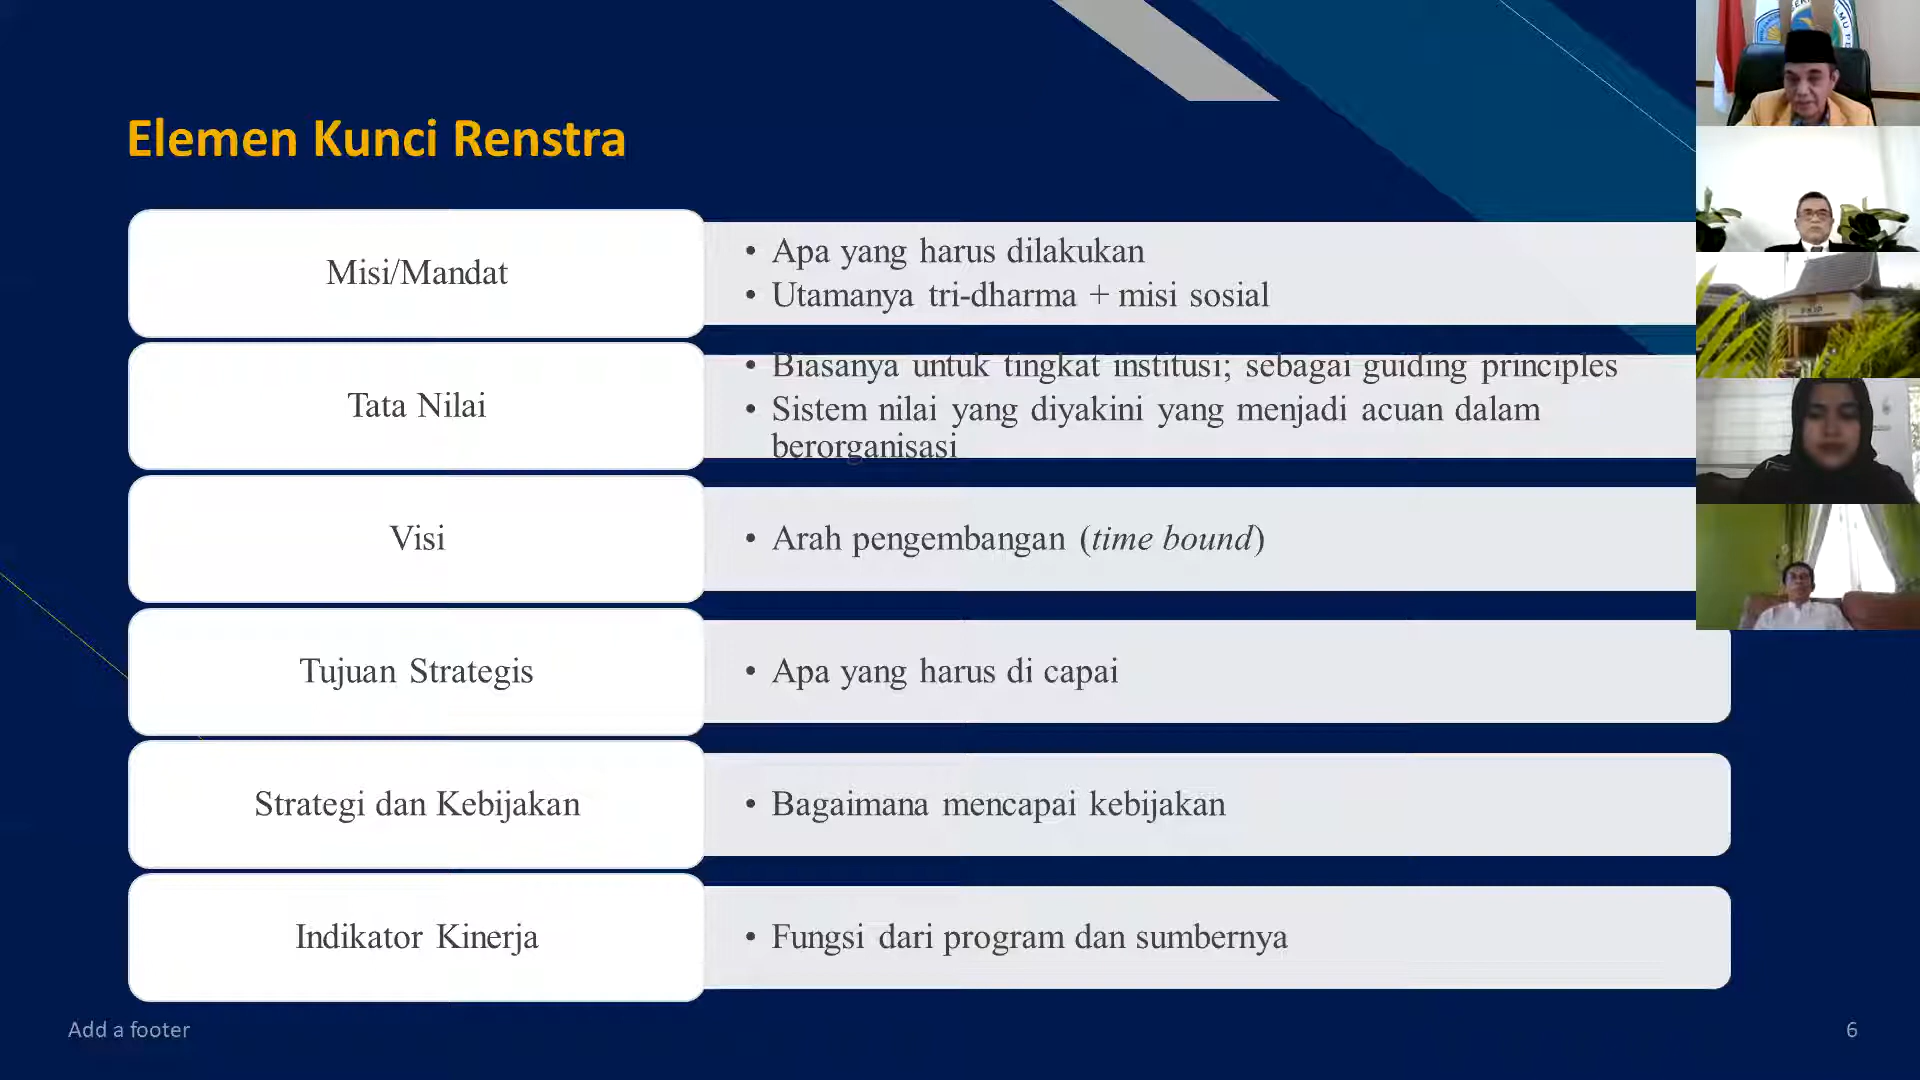 Elemen Kunci Renstra
Misi/Mandat
• Apa yang harus dilakukan
• Utamanya tri-dharma + misi sosial
Tata Nilai
• Biasanya untuk tingkat institusi; sebagai guiding principles
• Sistem nilai yang diyakini yang menjadi acuan dalam
berorganisasi
Visi
• Arah pengembangan (time bound)
Tujuan Strategis
• Apa yang harus di capai
Strategi dan Kebijakan
• Bagaimana mencapai kebijakan
Indikator Kinerja
• Fungsi dari program dan sumbernya
Add a footer
6